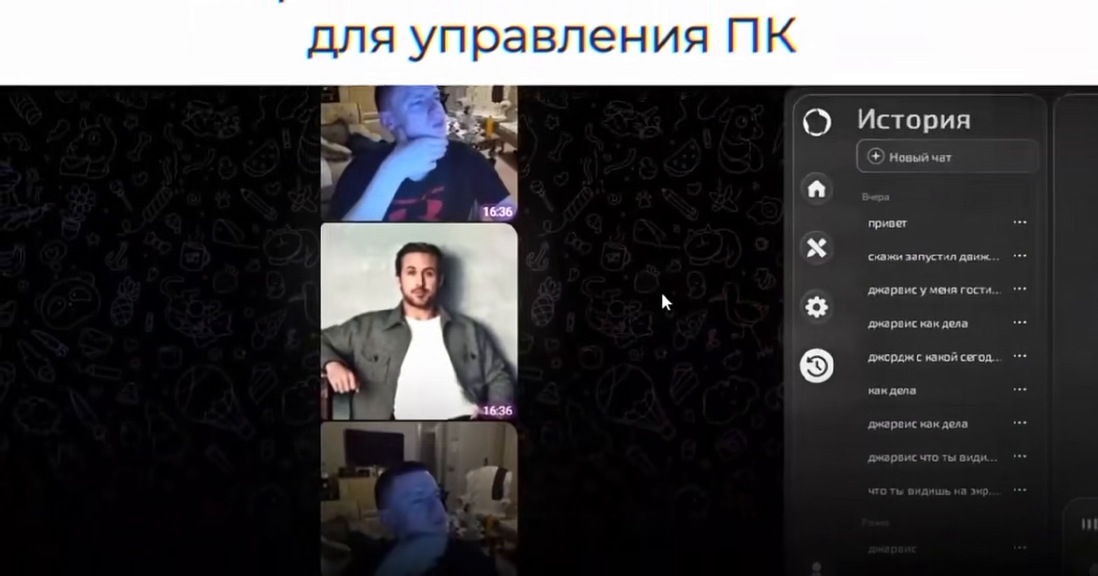 для управления ПК
16:36
16:36
История
Новый чат
Вчера
привет
скажи запустил движ...
джарвис у меня гости...
джарвис как дела
джордж с какой сегод...
как дела
джарвис как дела
джарвис что ты види...
что ты видишь на экр...
Ранее
джарвис